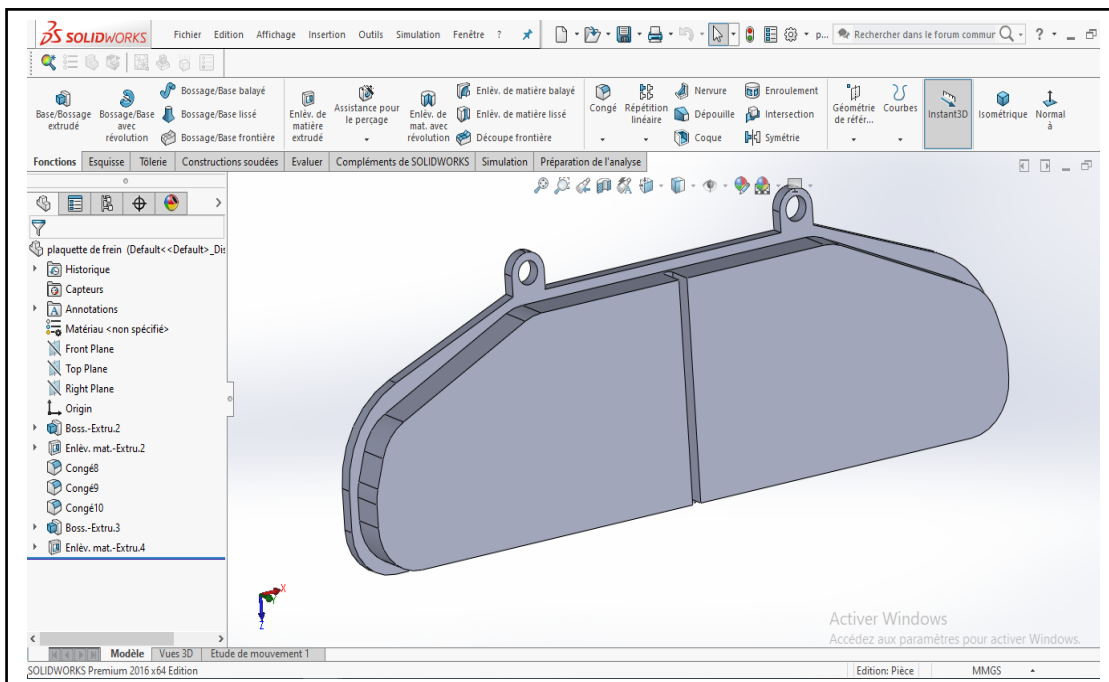 SOLIDWORKS Fichier Edition Affichage Insertion Outils Simulation Fenêtre ? p... Rechercher dans le forum commur ?
Base/Bossage extrudé
Bossage/Base avec révolution
Bossage/Base balayé
Bossage/Base lissé
Bossage/Base frontière
Enlèv. de matière extrudé
Assistance pour le perçage
Enlèv. de mat. avec révolution
Enlèv. de matière balayé
Enlèv. de matière lissé
Découpe frontière
Congé
Répétition linéaire
Nervure
Dépouille
Coque
Enroulement
Intersection
Symétrie
Géométrie de référ...
Courbes
Instant3D
Isométrique
Normal à
Fonctions Esquisse Tôlerie Constructions soudées Evaluer Compléments de SOLIDWORKS Simulation Préparation de l'analyse
plaquette de frein (Default<<Default>_Dis
Historique
Capteurs
Annotations
Matériau <non spécifié>
Front Plane
Top Plane
Right Plane
Origin
Boss.-Extru.2
Enlèv. mat.-Extru.2
Congé8
Congé9
Congé10
Boss.-Extru.3
Enlèv. mat.-Extru.4
X
Y
Z
Activer Windows
Accédez aux paramètres pour activer Windows.
Modèle Vues 3D Etude de mouvement 1
SOLIDWORKS Premium 2016 x64 Edition Edition: Pièce MMGS